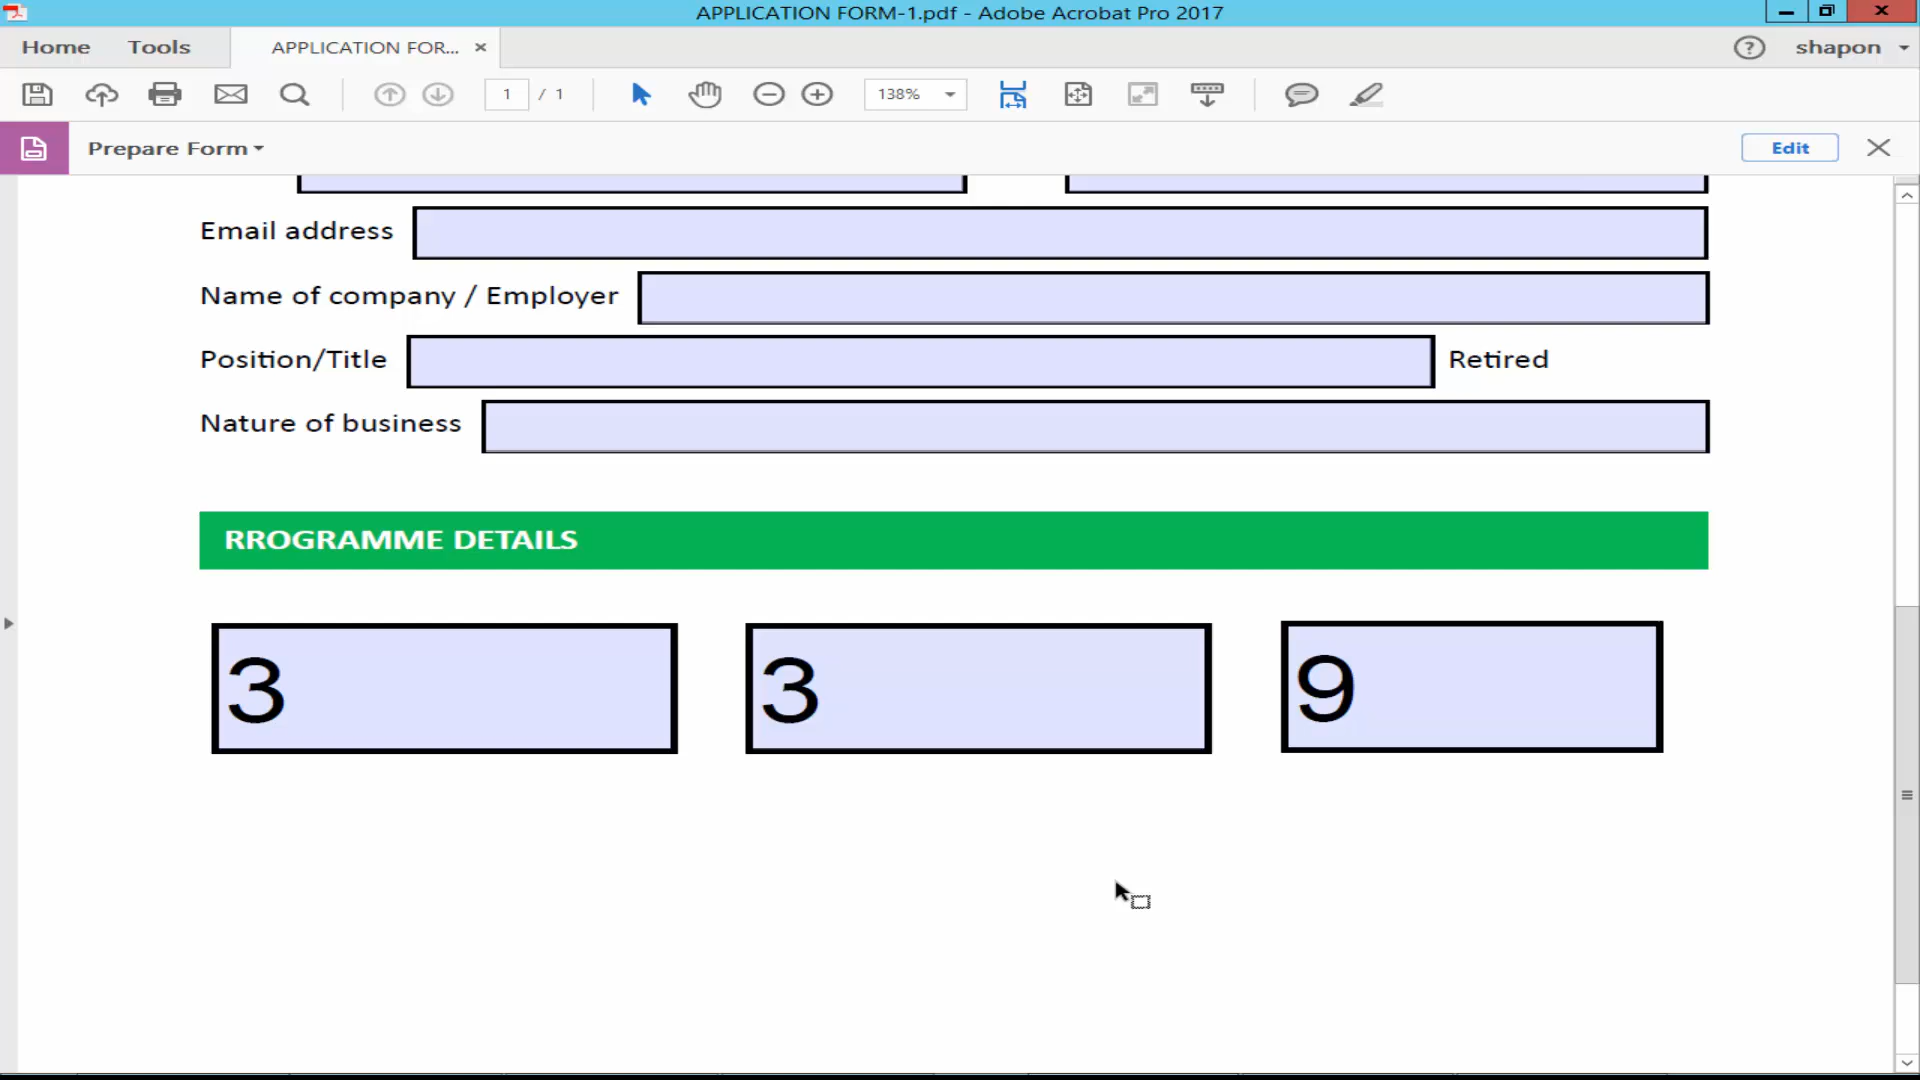 APPLICATION FORM-1.pdf - Adobe Acrobat Pro 2017
Home Tools APPLICATION FOR... × ? shapon
1 / 1 138%
Prepare Form Edit
Email address
Name of company / Employer
Position/Title Retired
Nature of business
RROGRAMME DETAILS
3 3 9